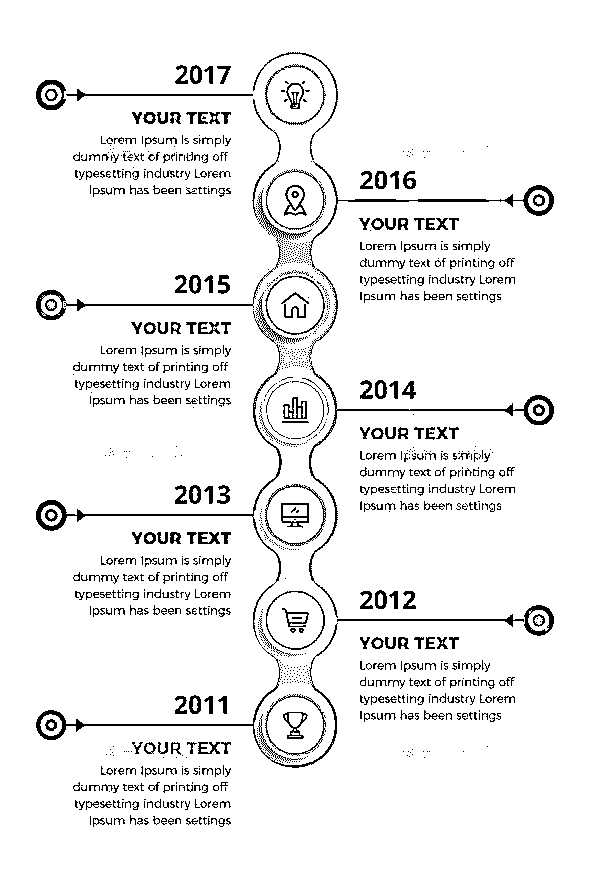 2017
YOUR TEXT
Lorem Ipsum is simply
dummy text of printing off
typesetting industry Lorem
Ipsum has been settings
2016
YOUR TEXT
Lorem Ipsum is simply
dummy text of printing off
typesetting industry Lorem
Ipsum has been settings
2015
YOUR TEXT
Lorem Ipsum is simply
dummy text of printing off
typesetting industry Lorem
Ipsum has been settings
2014
YOUR TEXT
Lorem Ipsum is simply
dummy text of printing off
typesetting industry Lorem
Ipsum has been settings
2013
YOUR TEXT
Lorem Ipsum is simply
dummy text of printing off
typesetting industry Lorem
Ipsum has been settings
2012
YOUR TEXT
Lorem Ipsum is simply
dummy text of printing off
typesetting industry Lorem
Ipsum has been settings
2011
YOUR TEXT
Lorem Ipsum is simply
dummy text of printing off
typesetting industry Lorem
Ipsum has been settings